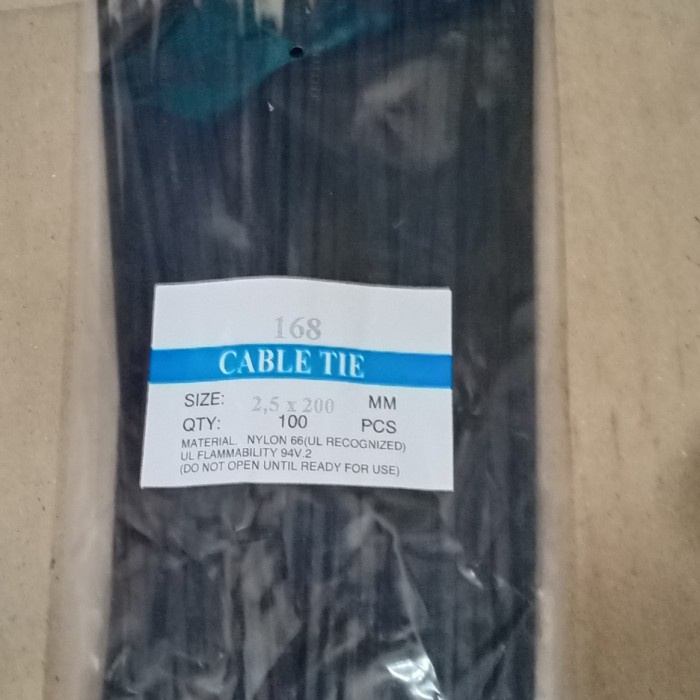 168
CABLE TIE
SIZE: 2,5 x 200 MM
QTY: 100 PCS
MATERIAL. NYLON 66(UL RECOGNIZED)
UL FLAMMABILITY 94V.2
(DO NOT OPEN UNTIL READY FOR USE)